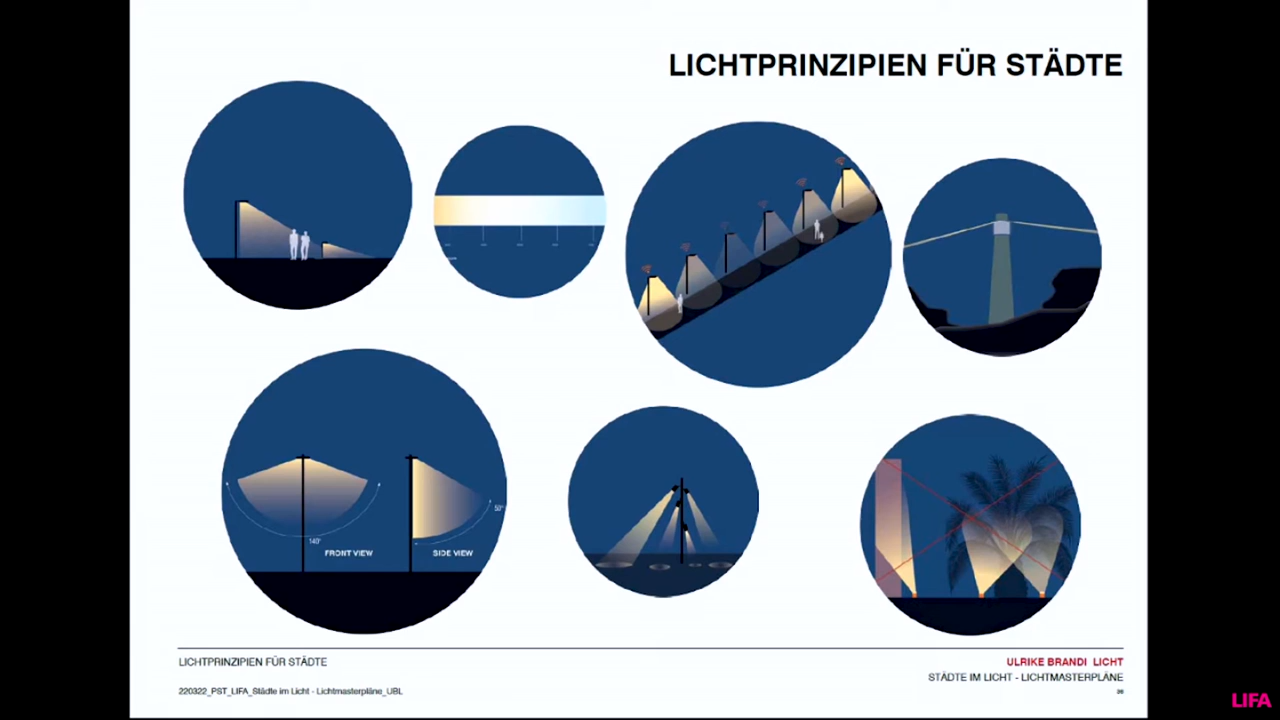 LICHTPRINZIPIEN FÜR STÄDTE
140°
FRONT VIEW
SIDE VIEW
50°
LICHTPRINZIPIEN FÜR STÄDTE
ULRIKE BRANDI LICHT
STÄDTE IM LICHT - LICHTMASTERPLÄNE
220322_PST_LIFA_Städte im Licht - Lichtmasterpläne_UBL
LIFA